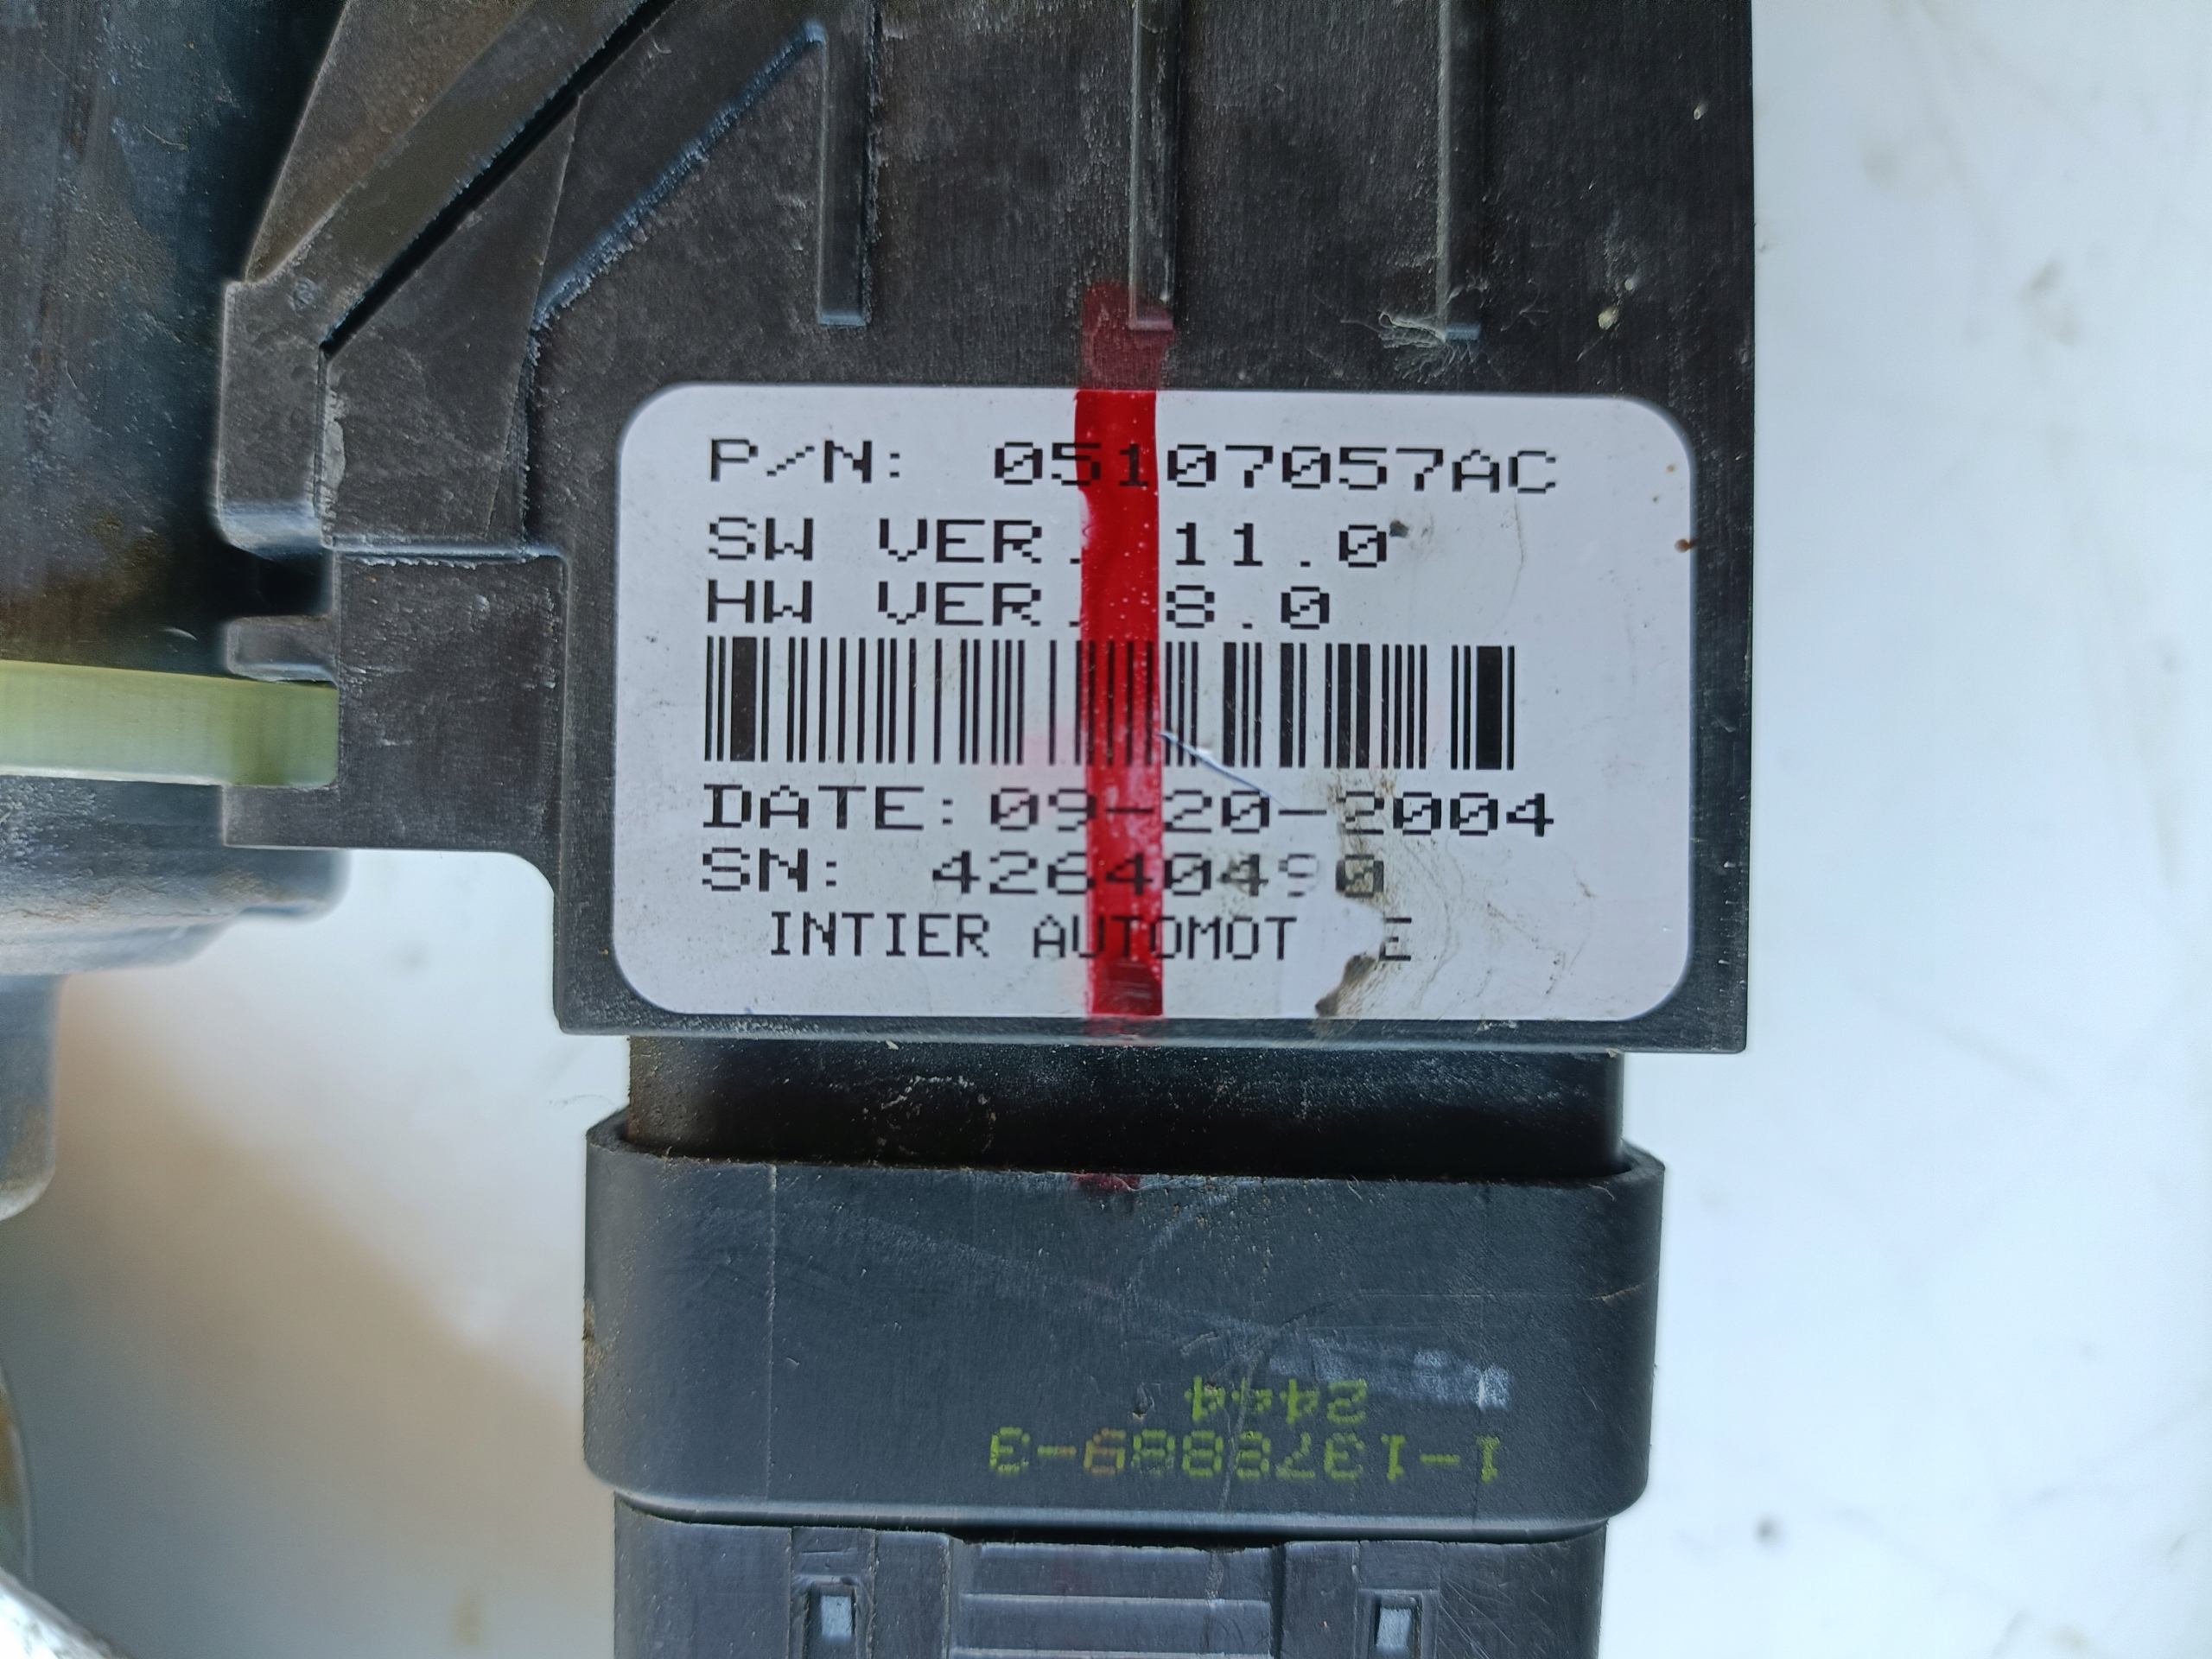 P/N: 05107057AC
SW VER. 11.0
HW VER. 8.0
DATE: 09-20-2004
SN: 42640490
INTIER AUTOMOT E
2444
1-1378889-3